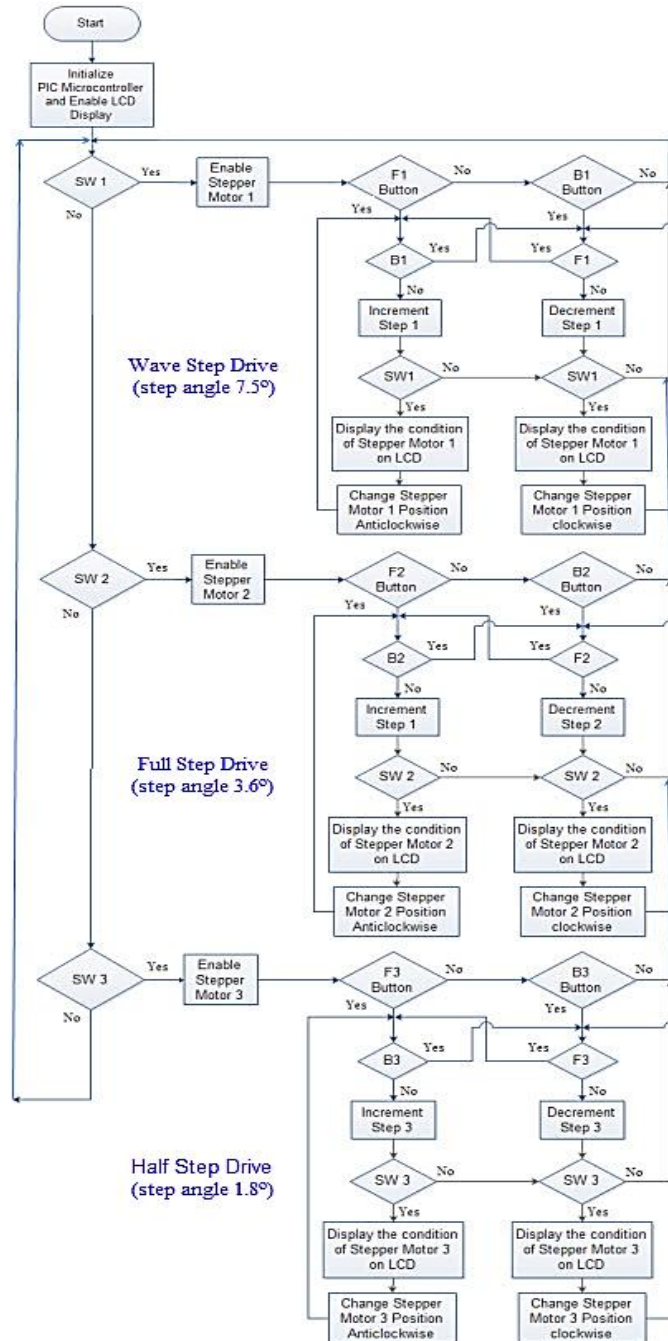 Start
Initialize
PIC Microcontroller
and Enable LCD
Display
SW 1
Yes
No
Enable
Stepper
Motor 1
F1
Button
No
Yes
B1
Button
No
Yes
B1
Yes
No
F1
Yes
No
Increment
Step 1
Decrement
Step 1
Wave Step Drive
(step angle 7.5º)
SW1
No
Yes
SW1
No
Yes
Display the condition
of Stepper Motor 1
on LCD
Display the condition
of Stepper Motor 1
on LCD
Change Stepper
Motor 1 Position
Anticlockwise
Change Stepper
Motor 1 Position
clockwise
SW 2
Yes
No
Enable
Stepper
Motor 2
F2
Button
No
Yes
B2
Button
No
Yes
B2
Yes
No
F2
Yes
No
Increment
Step 1
Decrement
Step 2
Full Step Drive
(step angle 3.6º)
SW 2
No
Yes
SW 2
No
Yes
Display the condition
of Stepper Motor 2
on LCD
Display the condition
of Stepper Motor 2
on LCD
Change Stepper
Motor 2 Position
Anticlockwise
Change Stepper
Motor 2 Position
clockwise
SW 3
Yes
No
Enable
Stepper
Motor 3
F3
Button
No
Yes
B3
Button
No
Yes
B3
Yes
No
F3
Yes
No
Increment
Step 3
Decrement
Step 3
Half Step Drive
(step angle 1.8º)
SW 3
No
Yes
SW 3
No
Yes
Display the condition
of Stepper Motor 3
on LCD
Display the condition
of Stepper Motor 3
on LCD
Change Stepper
Motor 3 Position
Anticlockwise
Change Stepper
Motor 3 Position
clockwise